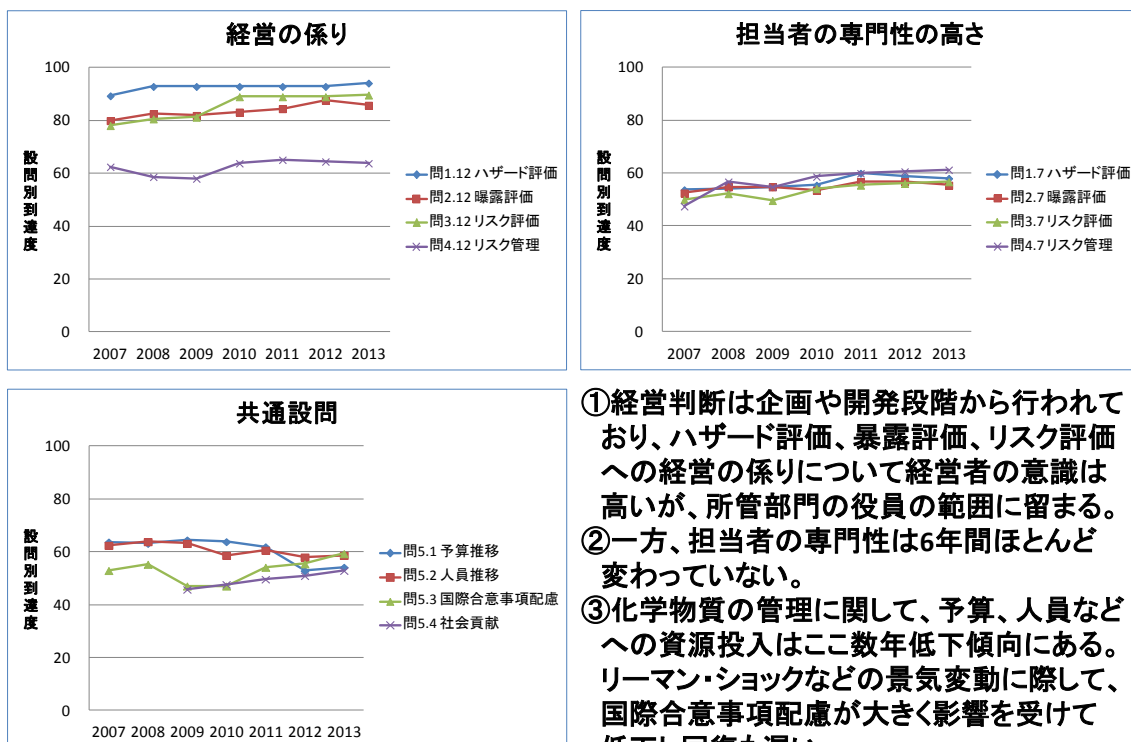 経営の係り
100
80
60
40
20
0
設問別到達度
2007 2008 2009 2010 2011 2012 2013
問1.12 ハザード評価
問2.12 曝露評価
問3.12 リスク評価
問4.12 リスク管理
担当者の専門性の高さ
100
80
60
40
20
0
設問別到達度
2007 2008 2009 2010 2011 2012 2013
問1.7 ハザード評価
問2.7 曝露評価
問3.7 リスク評価
問4.7 リスク管理
共通設問
100
80
60
40
20
0
設問別到達度
2007 2008 2009 2010 2011 2012 2013
問5.1 予算推移
問5.2 人員推移
問5.3 国際合意事項配慮
問5.4 社会貢献
①経営判断は企画や開発段階から行われて
おり、ハザード評価、暴露評価、リスク評価
への経営の係りについて経営者の意識は
高いが、所管部門の役員の範囲に留まる。
②一方、担当者の専門性は6年間ほとんど
変わっていない。
③化学物質の管理に関して、予算、人員など
への資源投入はここ数年低下傾向にある。
リーマン・ショックなどの景気変動に際して、
国際合意事項配慮が大きく影響を受けて